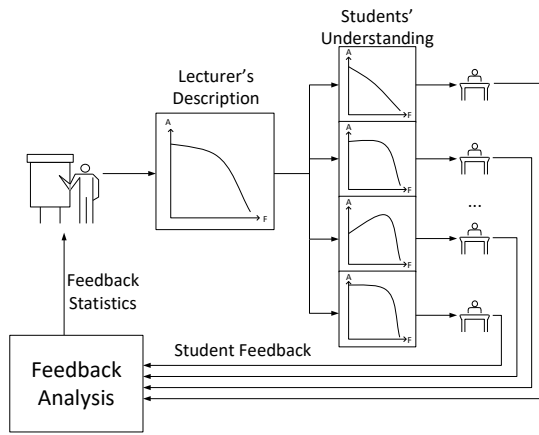 Students'
Understanding
Lecturer's
Description
A
F
A
F
A
F
A
F
A
F
...
Feedback
Statistics
Student Feedback
Feedback
Analysis